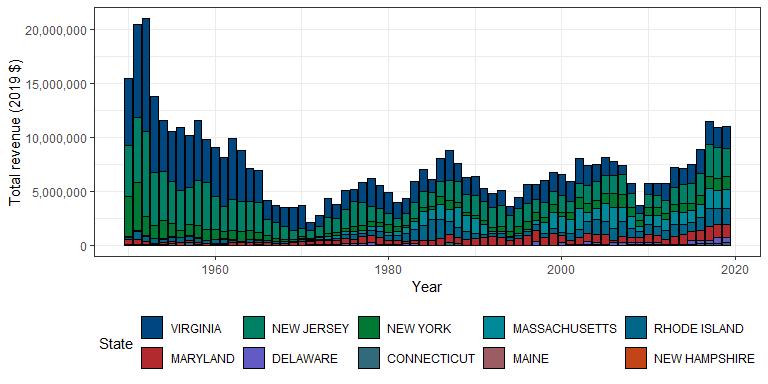 Total revenue (2019 $)
20,000,000
15,000,000
10,000,000
5,000,000
0
1960 1980 2000 2020
Year
State
VIRGINIA NEW JERSEY NEW YORK MASSACHUSETTS RHODE ISLAND
MARYLAND DELAWARE CONNECTICUT MAINE NEW HAMPSHIRE